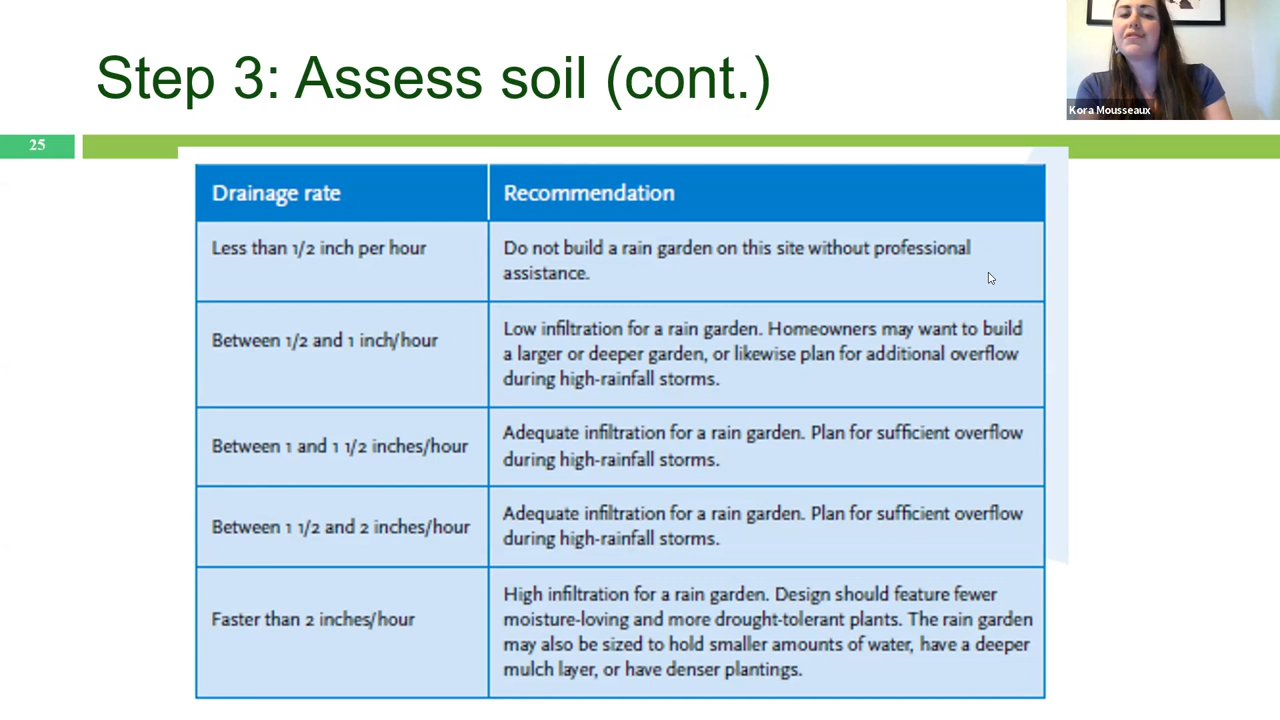 Step 3: Assess soil (cont.)
Kora Mousseaux
25
Drainage rate
Recommendation
Less than 1/2 inch per hour
Do not build a rain garden on this site without professional
assistance.
Between 1/2 and 1 inch/hour
Low infiltration for a rain garden. Homeowners may want to build
a larger or deeper garden, or likewise plan for additional overflow
during high-rainfall storms.
Between 1 and 1 1/2 inches/hour
Adequate infiltration for a rain garden. Plan for sufficient overflow
during high-rainfall storms.
Between 1 1/2 and 2 inches/hour
Adequate infiltration for a rain garden. Plan for sufficient overflow
during high-rainfall storms.
Faster than 2 inches/hour
High infiltration for a rain garden. Design should feature fewer
moisture-loving and more drought-tolerant plants. The rain garden
may also be sized to hold smaller amounts of water, have a deeper
mulch layer, or have denser plantings.